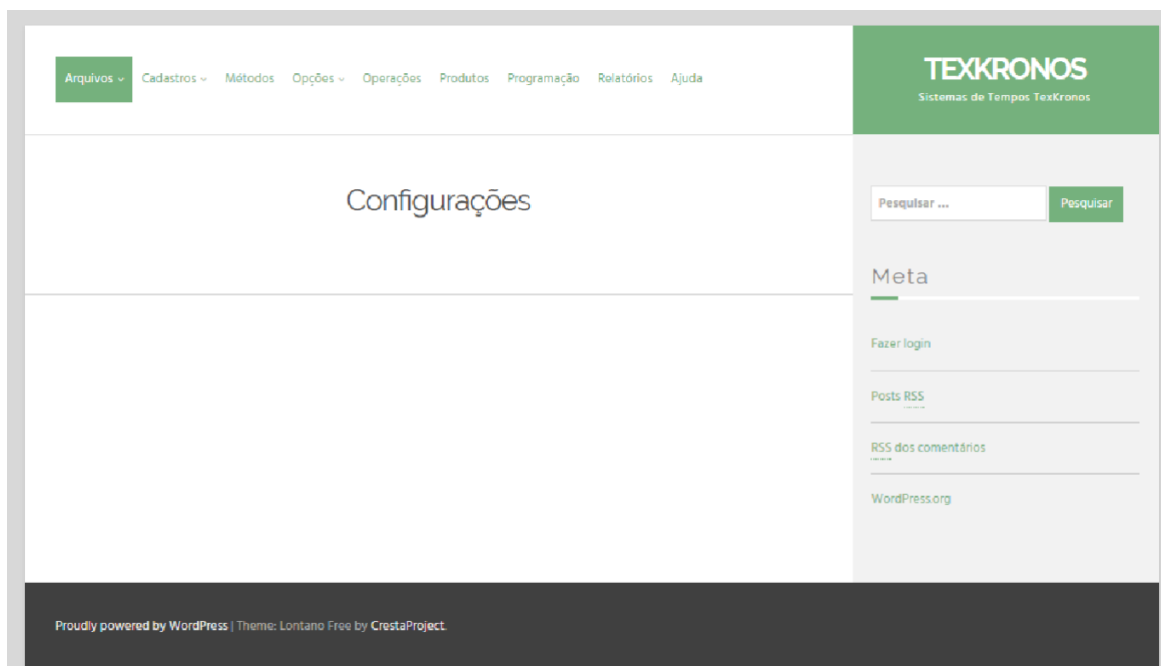 Arquivos Cadastros Métodos Opções Operações Produtos Programação Relatórios Ajuda
TEXKRONOS
Sistemas de Tempos TexKronos
Configurações
Pesquisar ... Pesquisar
Meta
Fazer login
Posts RSS
RSS dos comentários
WordPress.org
Proudly powered by WordPress | Theme: Lontano Free by CrestaProject.